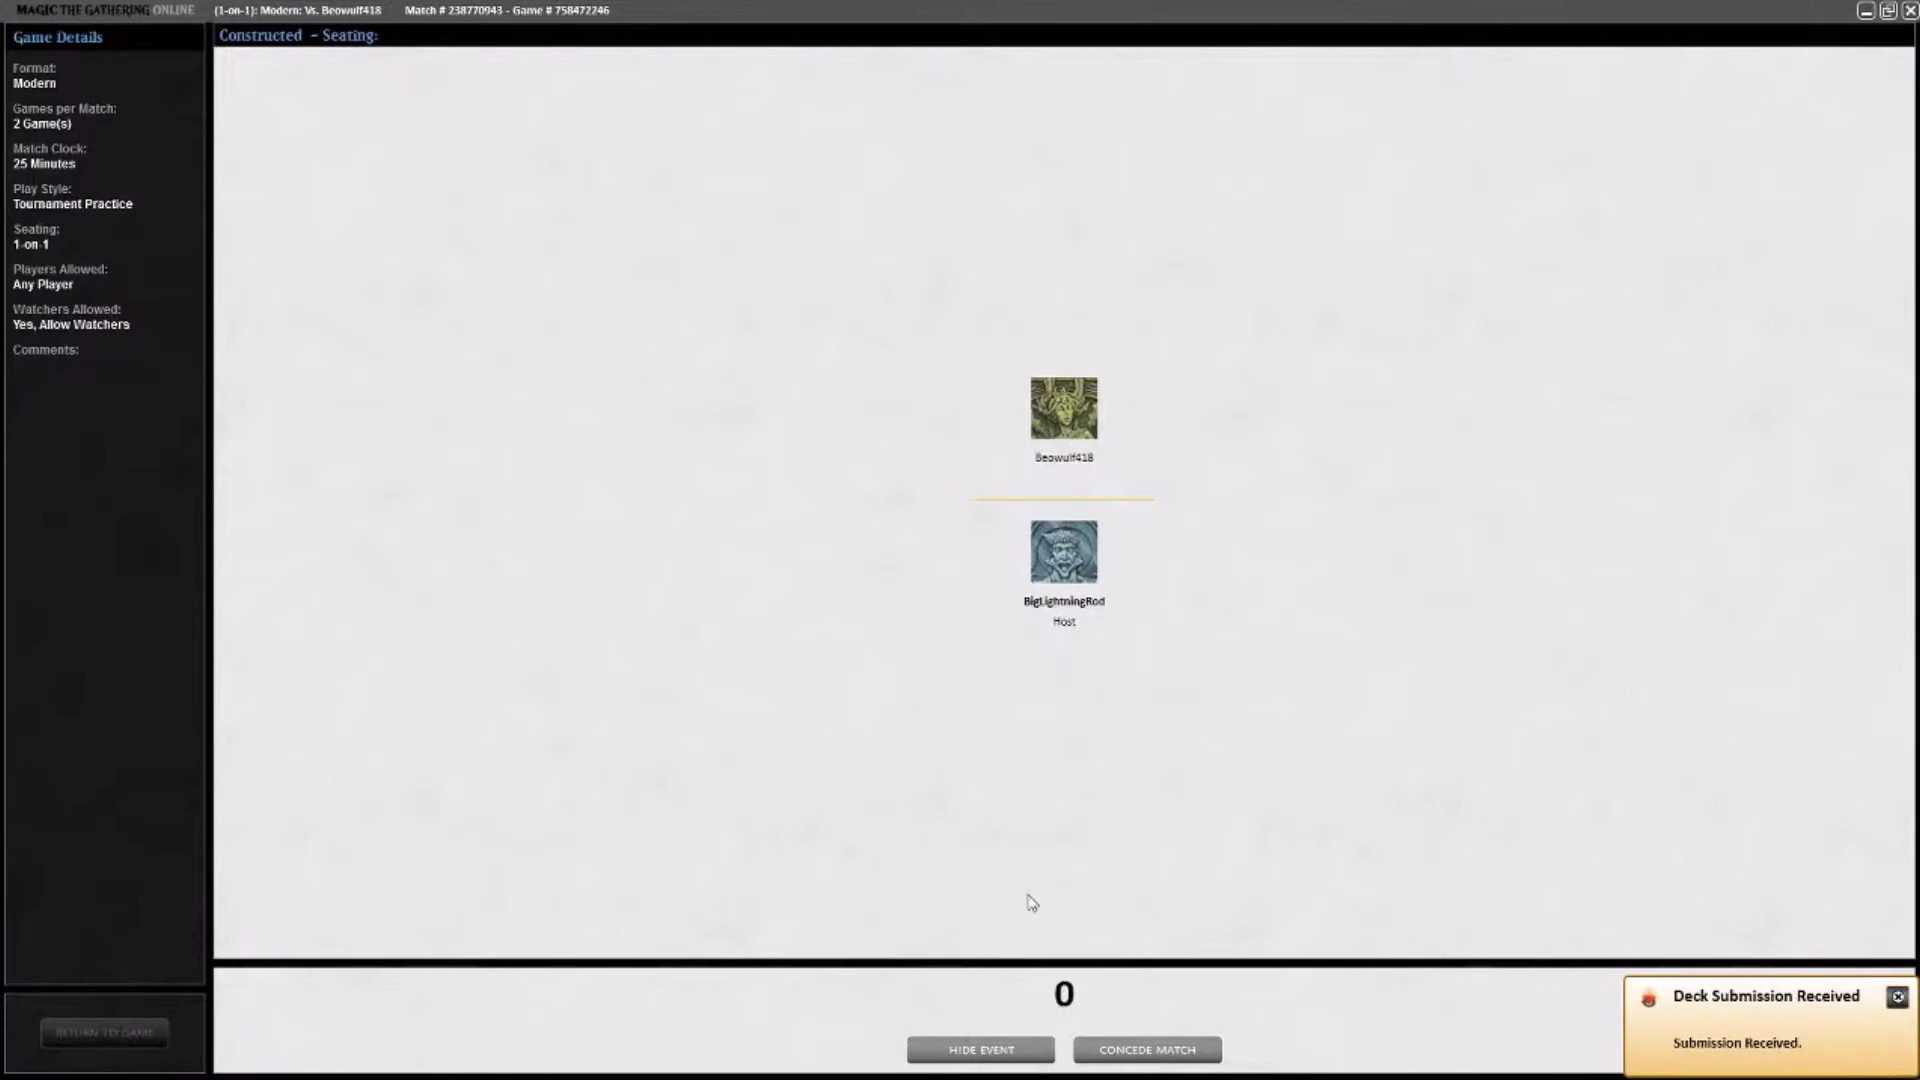 MAGIC THE GATHERING ONLINE
(1-on-1): Modern: Vs. Beowulf418 Match # 238770943 - Game # 758472246
Game Details
Constructed - Seating:
Format:
Modern
Games per Match:
2 Game(s)
Match Clock:
25 Minutes
Play Style:
Tournament Practice
Seating:
1-on-1
Players Allowed:
Any Player
Watchers Allowed:
Yes, Allow Watchers
Comments:
Beowulf418
BigLightningRod
Host
0
RETURN TO GAME
HIDE EVENT
CONCEDE MATCH
Deck Submission Received
Submission Received.